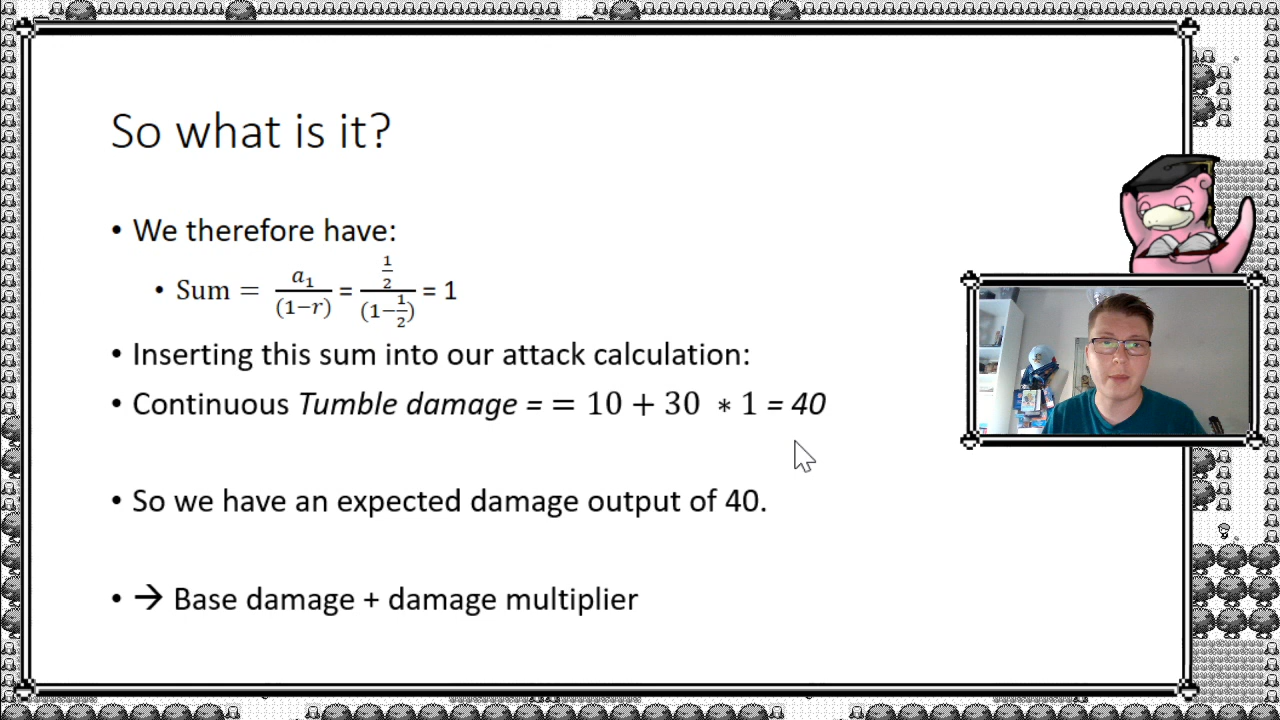 So what is it?
• We therefore have:
• Sum = a₁/(1−r) = (1/2)/(1−1/2) = 1
• Inserting this sum into our attack calculation:
• Continuous Tumble damage = = 10 + 30 ∗ 1 = 40
• So we have an expected damage output of 40.
• → Base damage + damage multiplier